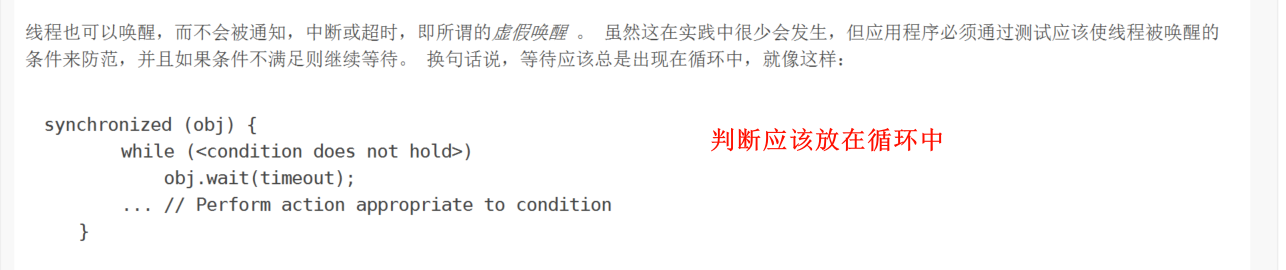 线程也可以唤醒，而不会被通知，中断或超时，即所谓的虚假唤醒 。 虽然这在实践中很少会发生，但应用程序必须通过测试应该使线程被唤醒的
条件来防范，并且如果条件不满足则继续等待。 换句话说，等待应该总是出现在循环中，就像这样：
synchronized (obj) {
while (<condition does not hold>)
obj.wait(timeout);
... // Perform action appropriate to condition
}
判断应该放在循环中